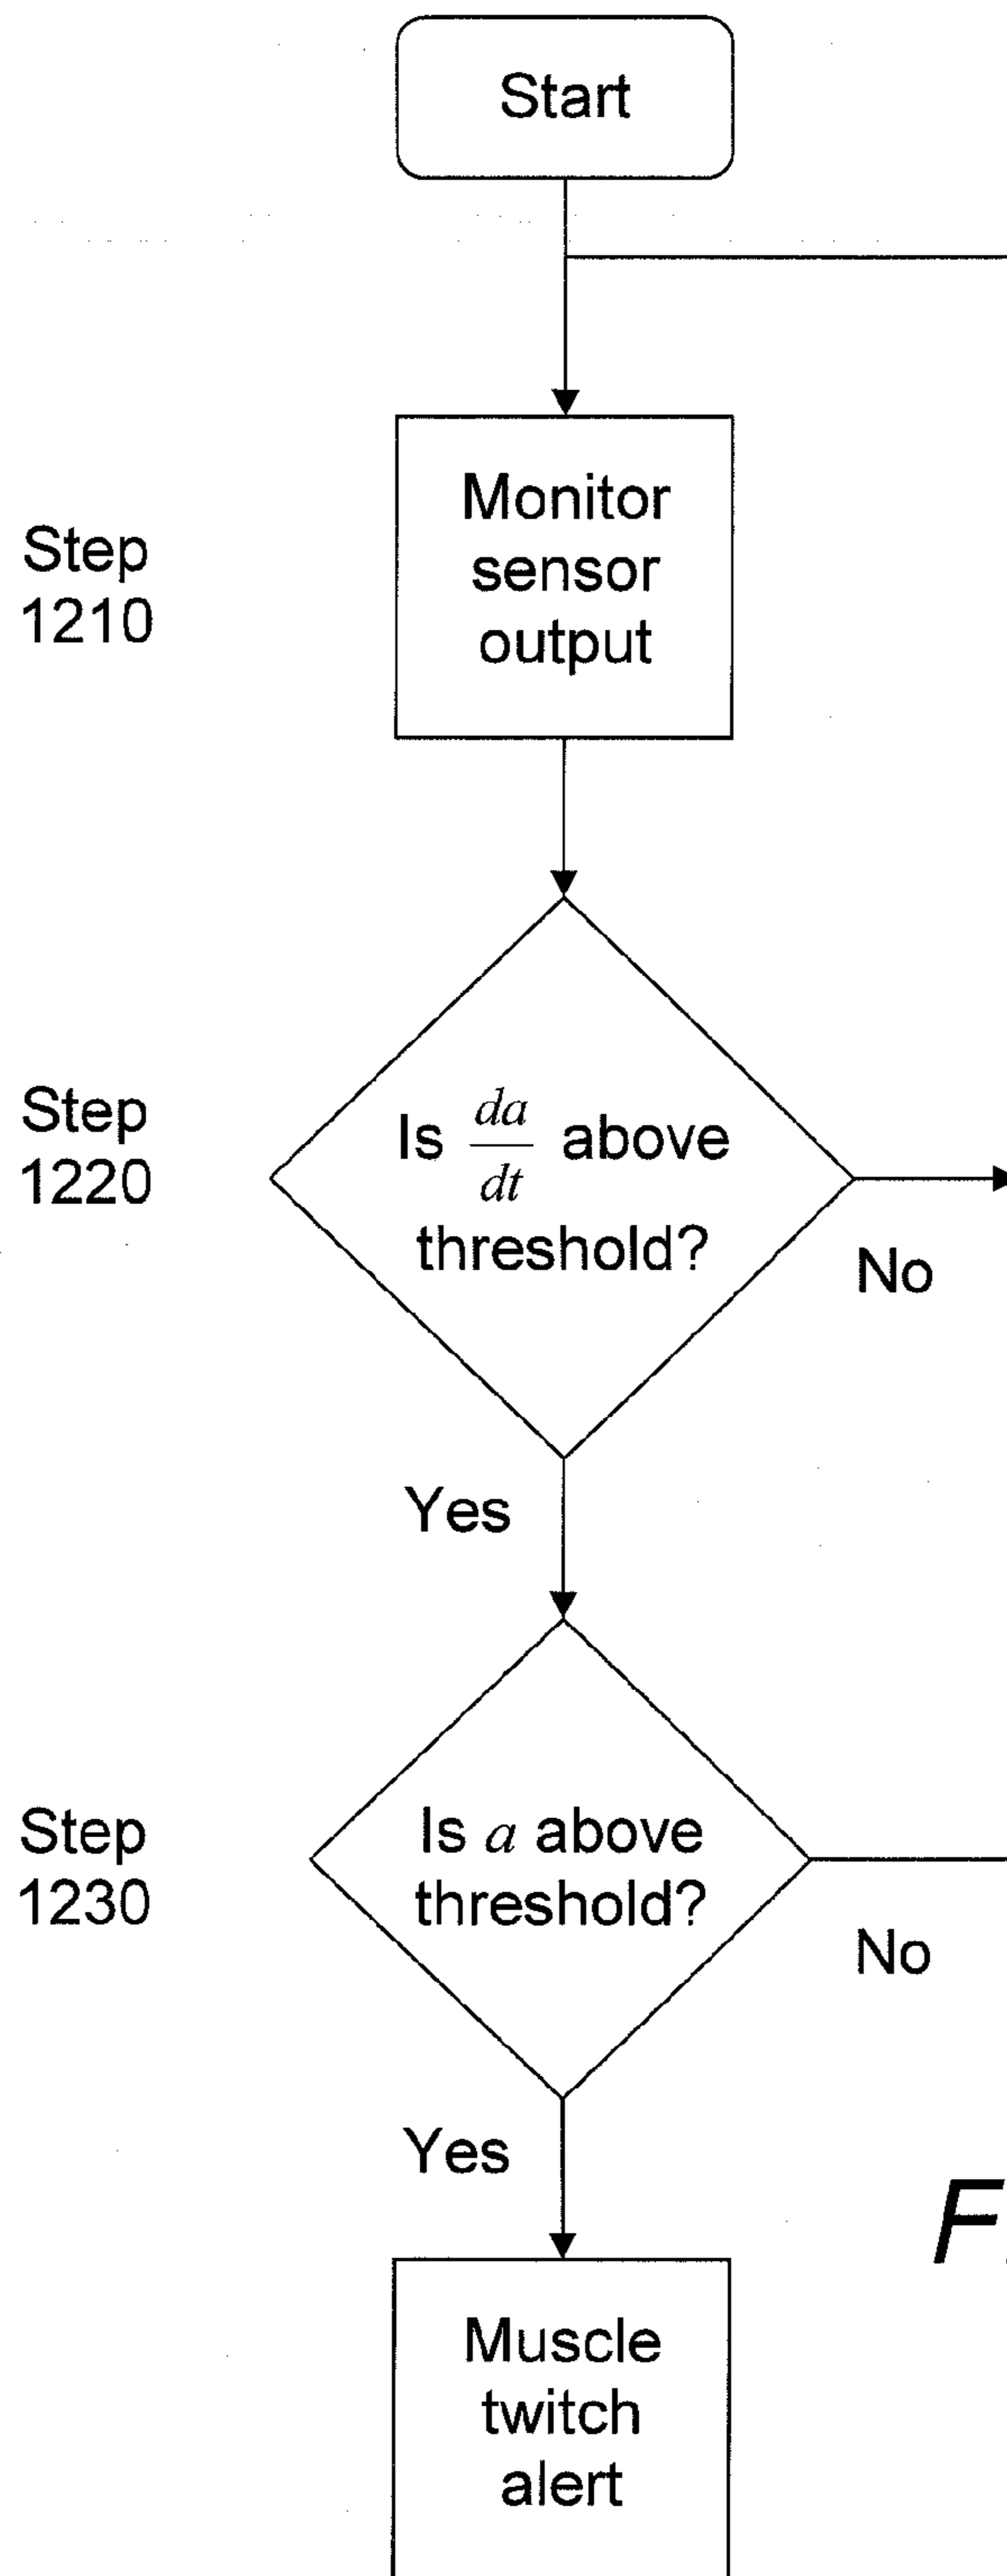 Start
Step
1210
Monitor
sensor
output
Step
1220
Is da/dt above
threshold?
No
Yes
Step
1230
Is a above
threshold?
No
Yes
F
Muscle
twitch
alert